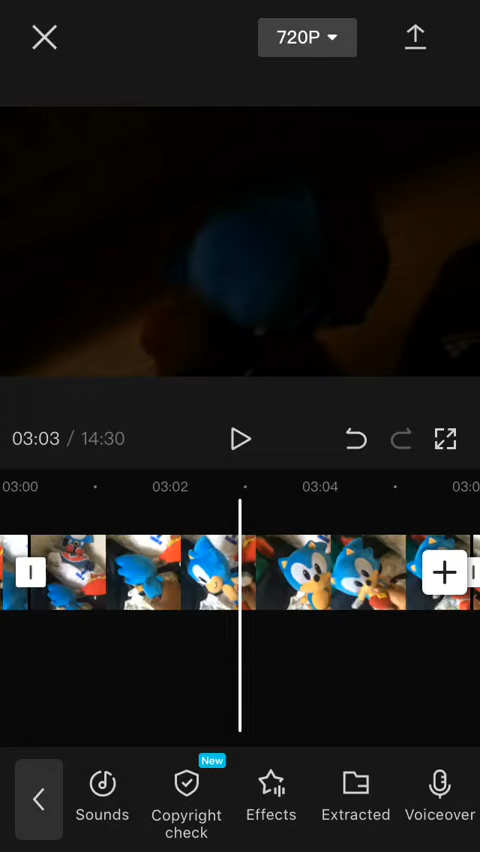 720P
03:03 / 14:30
03:00 03:02 03:04 03:0
New
Sounds
Copyright check
Effects
Extracted
Voiceover